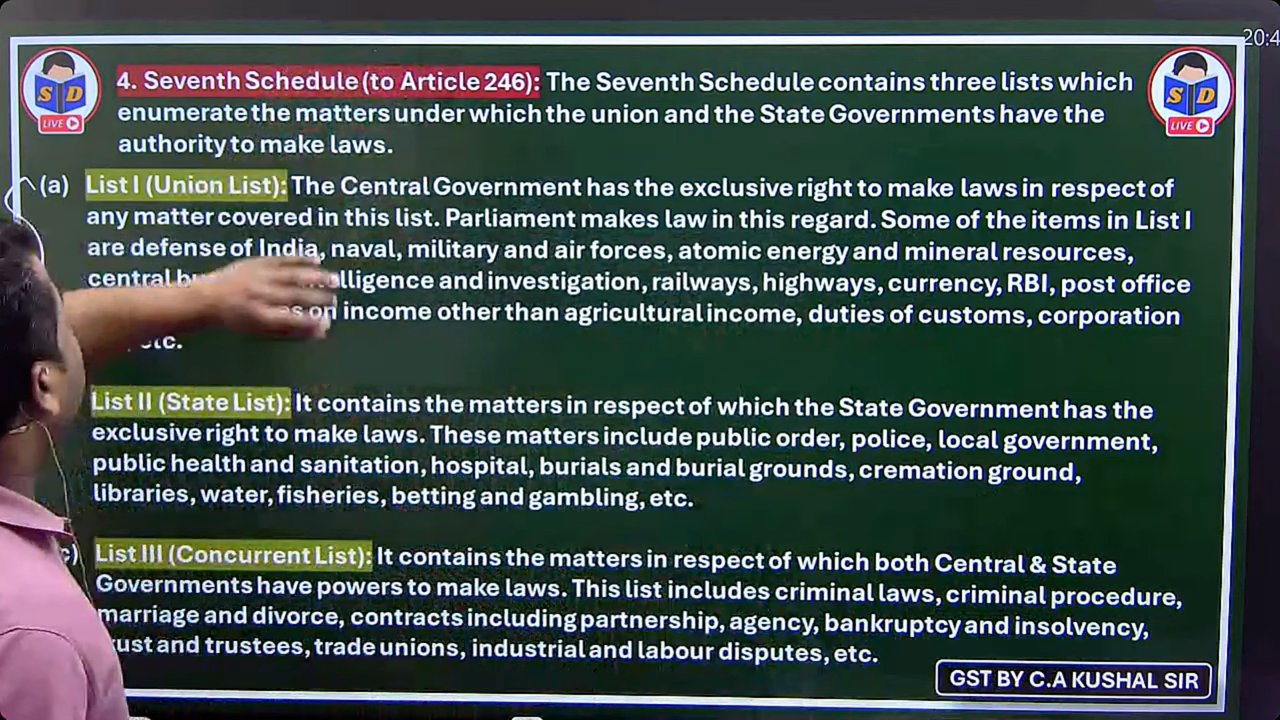 20:4
S D
LIVE
S D
LIVE
4. Seventh Schedule (to Article 246): The Seventh Schedule contains three lists which
enumerate the matters under which the union and the State Governments have the
authority to make laws.
(a) List I (Union List): The Central Government has the exclusive right to make laws in respect of
any matter covered in this list. Parliament makes law in this regard. Some of the items in List I
are defense of India, naval, military and air forces, atomic energy and mineral resources,
central and investigation, railways, highways, currency, RBI, post office
on income other than agricultural income, duties of customs, corporation
etc.
List II (State List): It contains the matters in respect of which the State Government has the
exclusive right to make laws. These matters include public order, police, local government,
public health and sanitation, hospital, burials and burial grounds, cremation ground,
libraries, water, fisheries, betting and gambling, etc.
c) List III (Concurrent List): It contains the matters in respect of which both Central & State
Governments have powers to make laws. This list includes criminal laws, criminal procedure,
marriage and divorce, contracts including partnership, agency, bankruptcy and insolvency,
trust and trustees, trade unions, industrial and labour disputes, etc.
GST BY C.A KUSHAL SIR